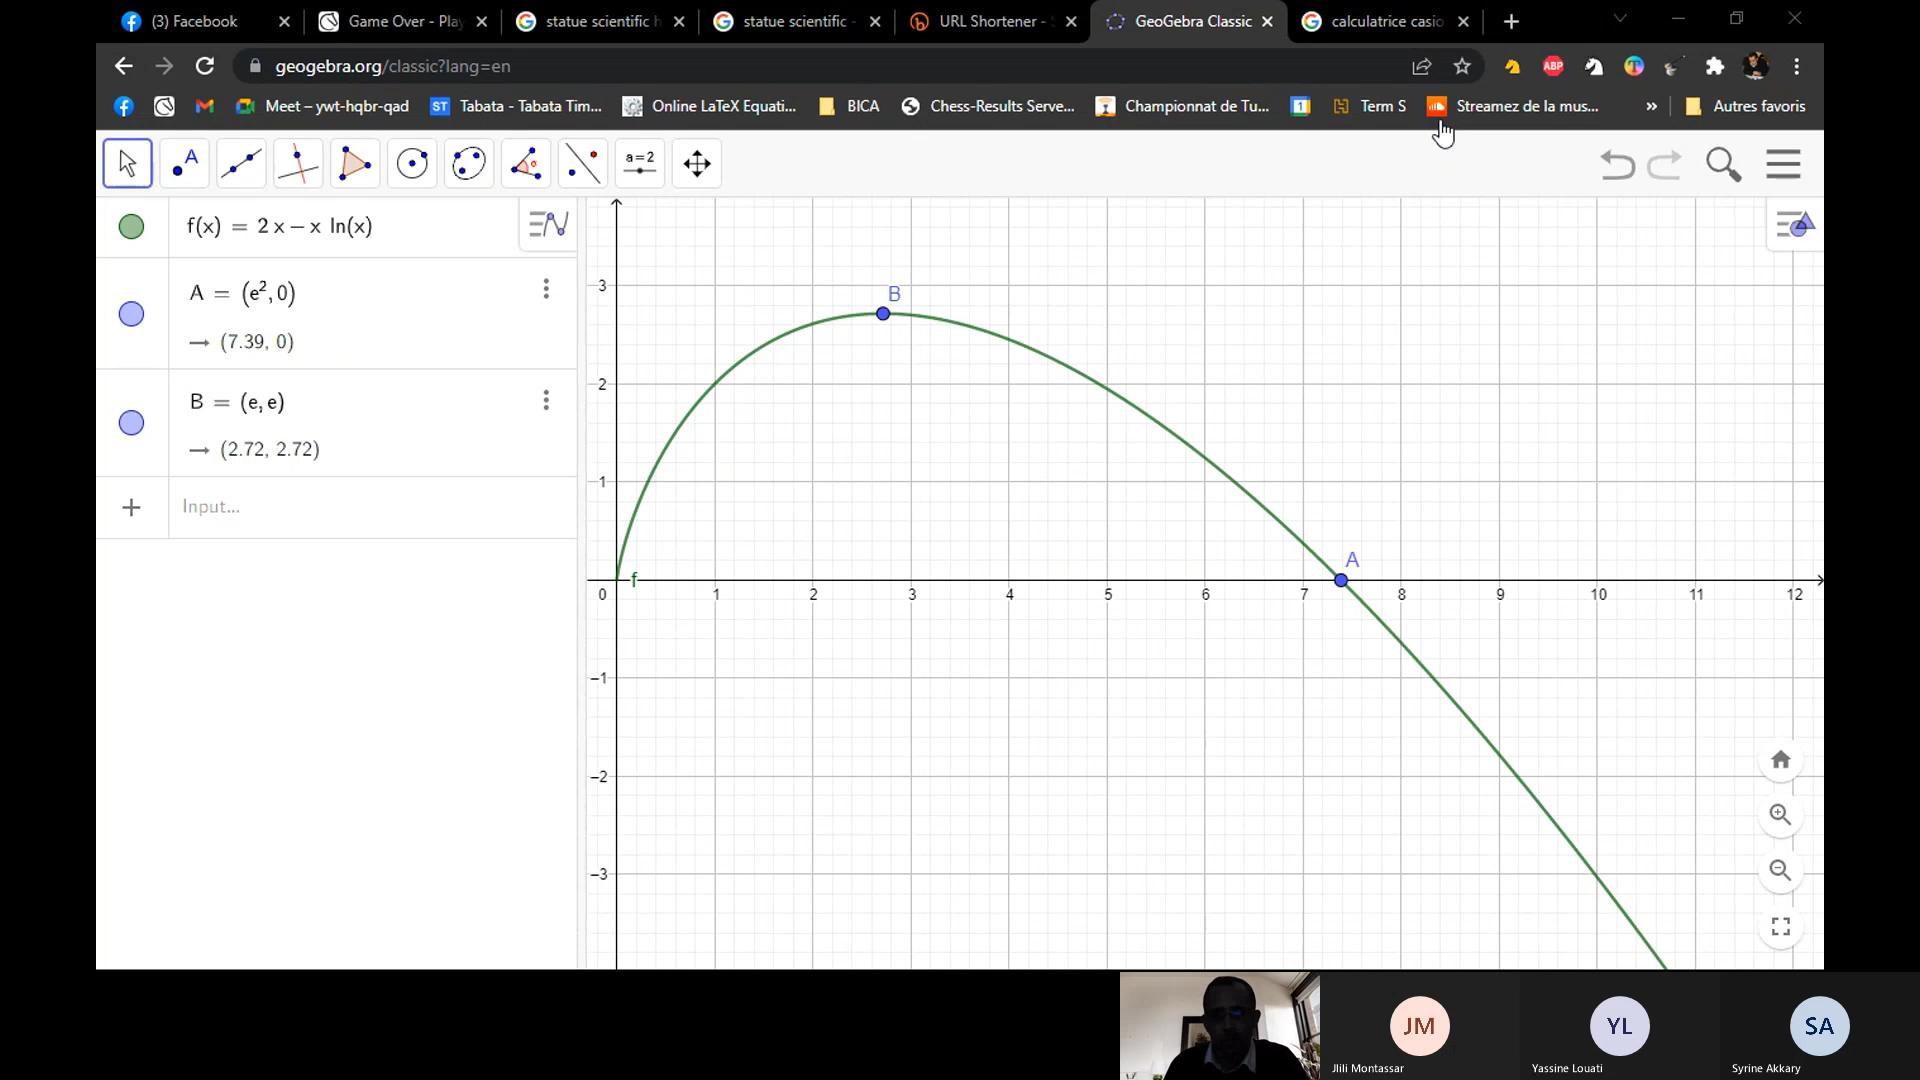 (3) Facebook
Game Over - Play
statue scientific h
statue scientific -
URL Shortener - S
GeoGebra Classic
calculatrice casio
geogebra.org/classic?lang=en
ABP
Meet – ywt-hqbr-qad
ST Tabata - Tabata Tim...
Online LaTeX Equati...
BICA
Chess-Results Serve...
Championnat de Tu...
1
Term S
Streamez de la mus...
»
Autres favoris
A
a=2
f(x) = 2 x – x ln(x)
A = (e², 0)
→ (7.39, 0)
B = (e, e)
→ (2.72, 2.72)
+ Input...
3
2
1
0
–1
–2
–3
1 2 3 4 5 6 7 8 9 10 11 12
B
A
f
JM
YL
SA
Jlili Montassar
Yassine Louati
Syrine Akkary